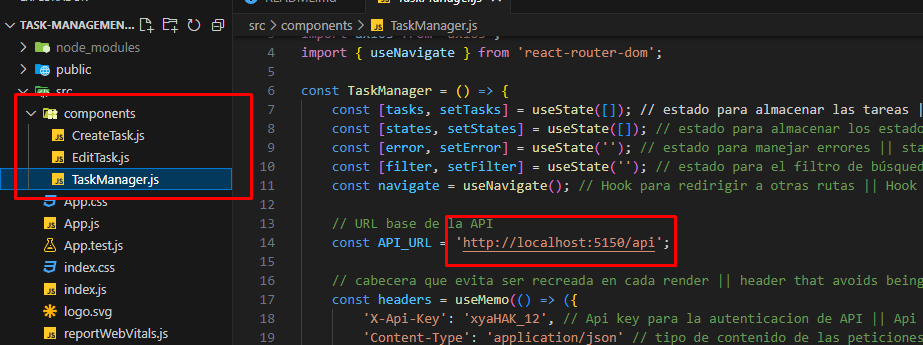 TASK-MANAGEMEN...
node_modules
public
src
components
CreateTask.js
EditTask.js
TaskManager.js
App.css
App.js
App.test.js
index.css
index.js
logo.svg
reportWebVitals.js
src > components > TaskManager.js
4 import { useNavigate } from 'react-router-dom';
5
6 const TaskManager = () => {
7 const [tasks, setTasks] = useState([]); // estado para almacenar las tareas |
8 const [states, setStates] = useState([]); // estado para almacenar los estado
9 const [error, setError] = useState(''); // estado para manejar errores || sta
10 const [filter, setFilter] = useState(''); // estado para el filtro de búsqued
11 const navigate = useNavigate(); // Hook para redirigir a otras rutas || Hook
12
13 // URL base de la API
14 const API_URL = 'http://localhost:5150/api';
15
16 // cabecera que evita ser recreada en cada render || header that avoids being
17 const headers = useMemo(() => ({
18 'X-Api-Key': 'xyaHAK_12', // Api key para la autenticacion de API || Api
19 'Content-Type': 'application/json' // tipo de contenido de las peticiones